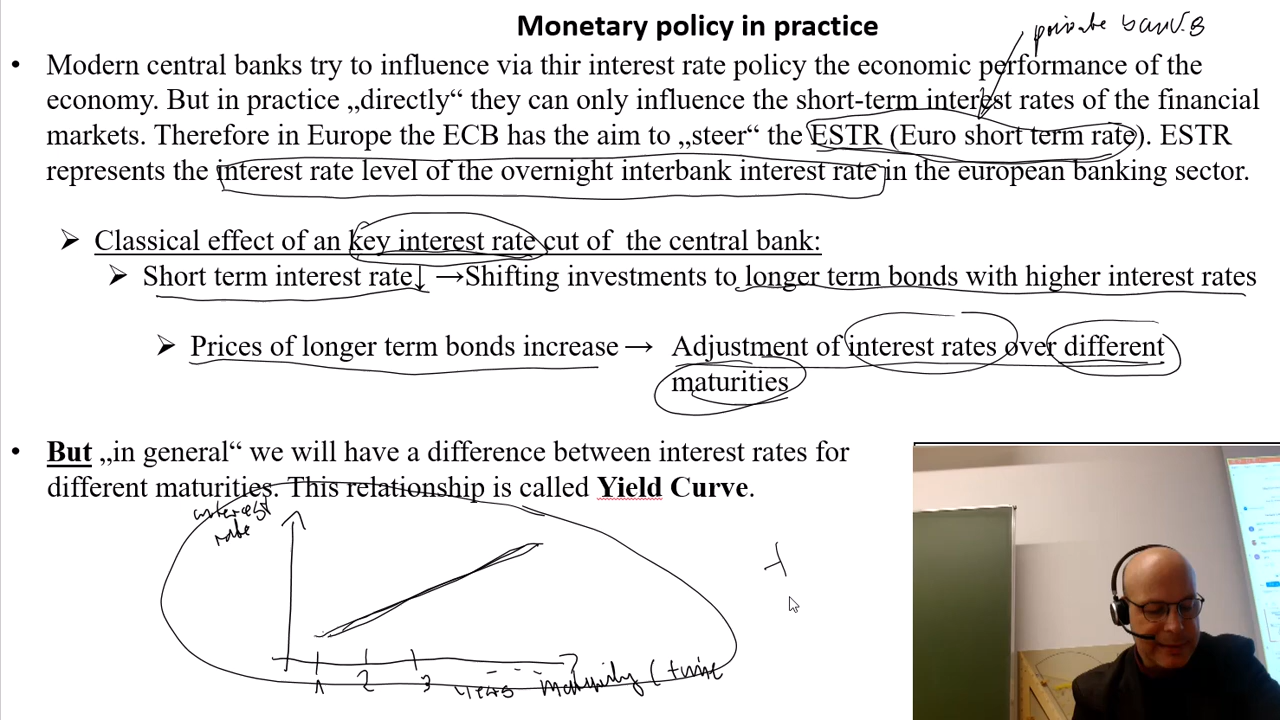 Monetary policy in practice
private banks
• Modern central banks try to influence via thir interest rate policy the economic performance of the
economy. But in practice „directly“ they can only influence the short-term interest rates of the financial
markets. Therefore in Europe the ECB has the aim to „steer“ the ESTR (Euro short term rate). ESTR
represents the interest rate level of the overnight interbank interest rate in the european banking sector.
➢ Classical effect of an key interest rate cut of the central bank:
➢ Short term interest rate↓ →Shifting investments to longer term bonds with higher interest rates
➢ Prices of longer term bonds increase → Adjustment of interest rates over different
maturities
• But „in general“ we will have a difference between interest rates for
different maturities. This relationship is called Yield Curve.
interest
rate
1 2 3 years maturity (time